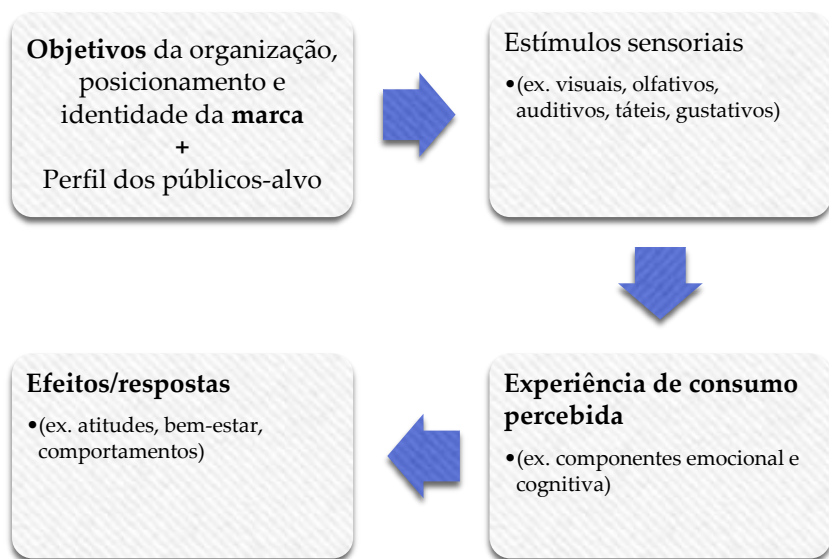 Objetivos da organização,
posicionamento e
identidade da marca
+
Perfil dos públicos-alvo
Estímulos sensoriais
•(ex. visuais, olfativos,
auditivos, táteis, gustativos)
Experiência de consumo
percebida
•(ex. componentes emocional e
cognitiva)
Efeitos/respostas
•(ex. atitudes, bem-estar,
comportamentos)